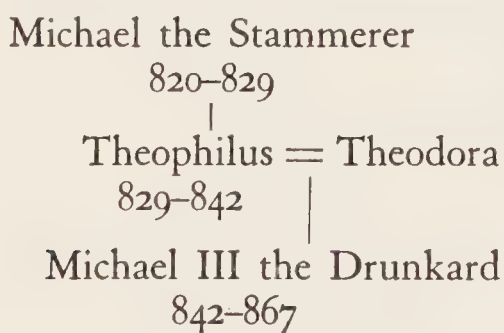 Michael the Stammerer
820–829
Theophilus = Theodora
829–842
Michael III the Drunkard
842–867